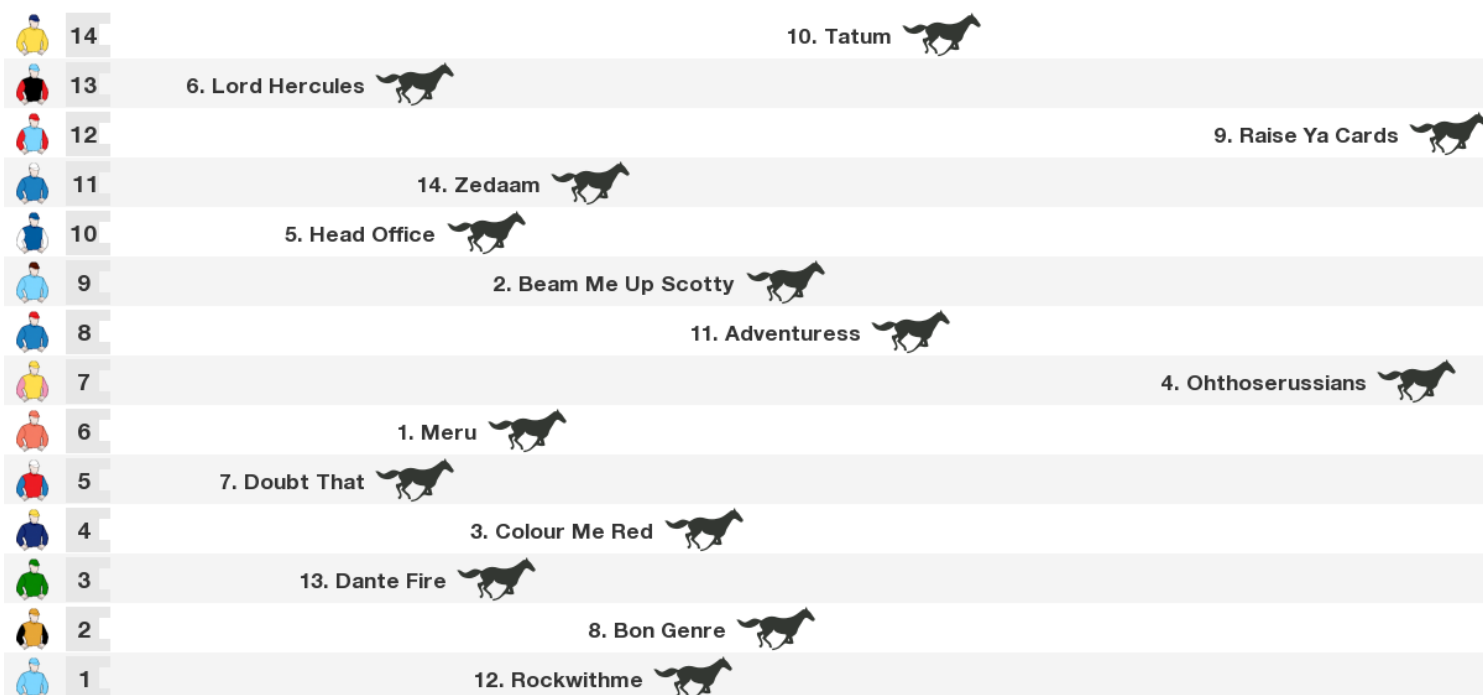 14 10. Tatum
13 6. Lord Hercules
12 9. Raise Ya Cards
11 14. Zedaam
10 5. Head Office
9 2. Beam Me Up Scotty
8 11. Adventuress
7 4. Ohthoserussians
6 1. Meru
5 7. Doubt That
4 3. Colour Me Red
3 13. Dante Fire
2 8. Bon Genre
1 12. Rockwithme